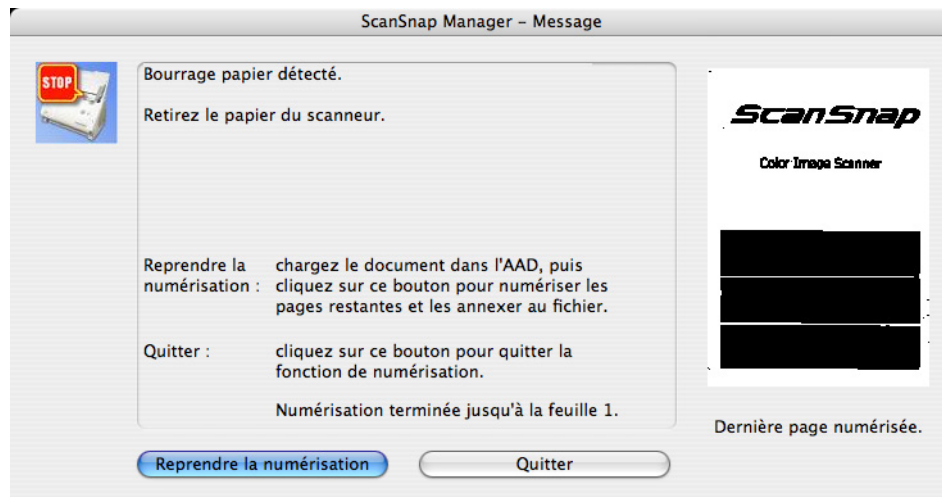 ScanSnap Manager – Message
STOP
Bourrage papier détecté.
Retirez le papier du scanneur.
Reprendre la numérisation :
chargez le document dans l'AAD, puis
cliquez sur ce bouton pour numériser les
pages restantes et les annexer au fichier.
Quitter :
cliquez sur ce bouton pour quitter la
fonction de numérisation.
Numérisation terminée jusqu'à la feuille 1.
Reprendre la numérisation
Quitter
ScanSnap
Color Image Scanner
Dernière page numérisée.